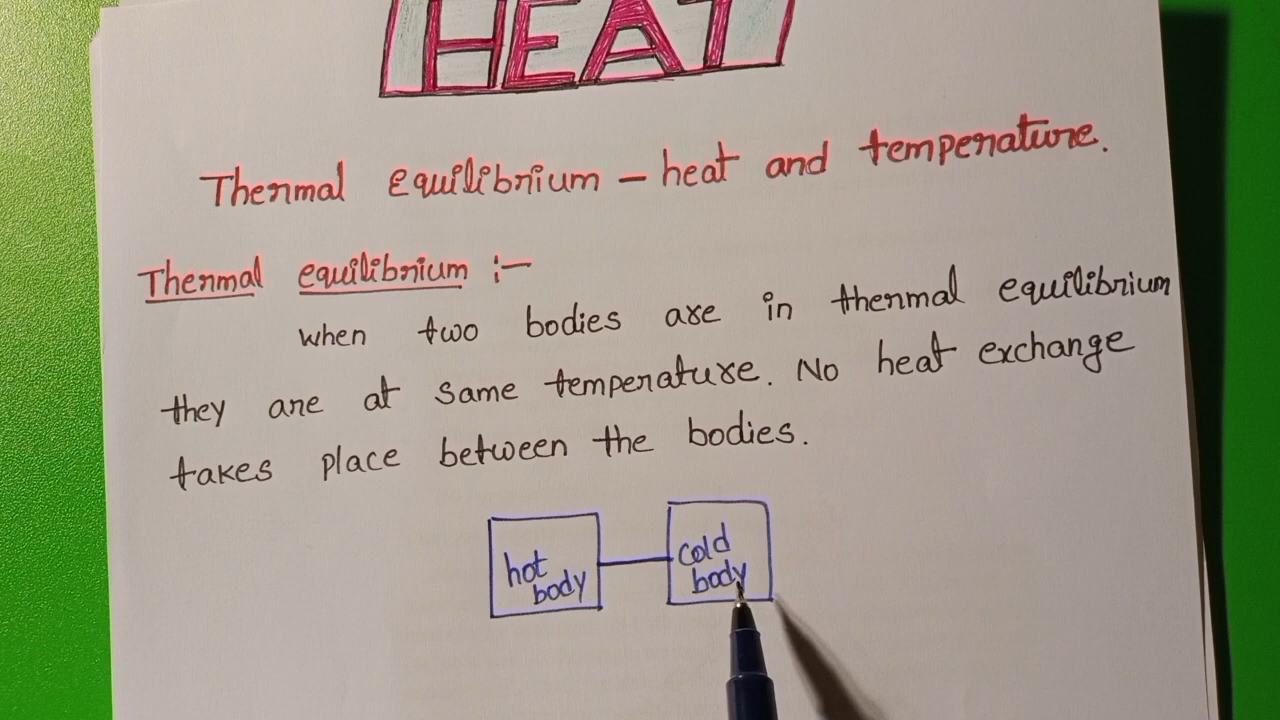 HEAT
Thermal equilibrium – heat and temperature.
Thermal equilibrium :–
when two bodies are in thermal equilibrium
they are at same temperature. No heat exchange
takes place between the bodies.
hot
body
cold
body